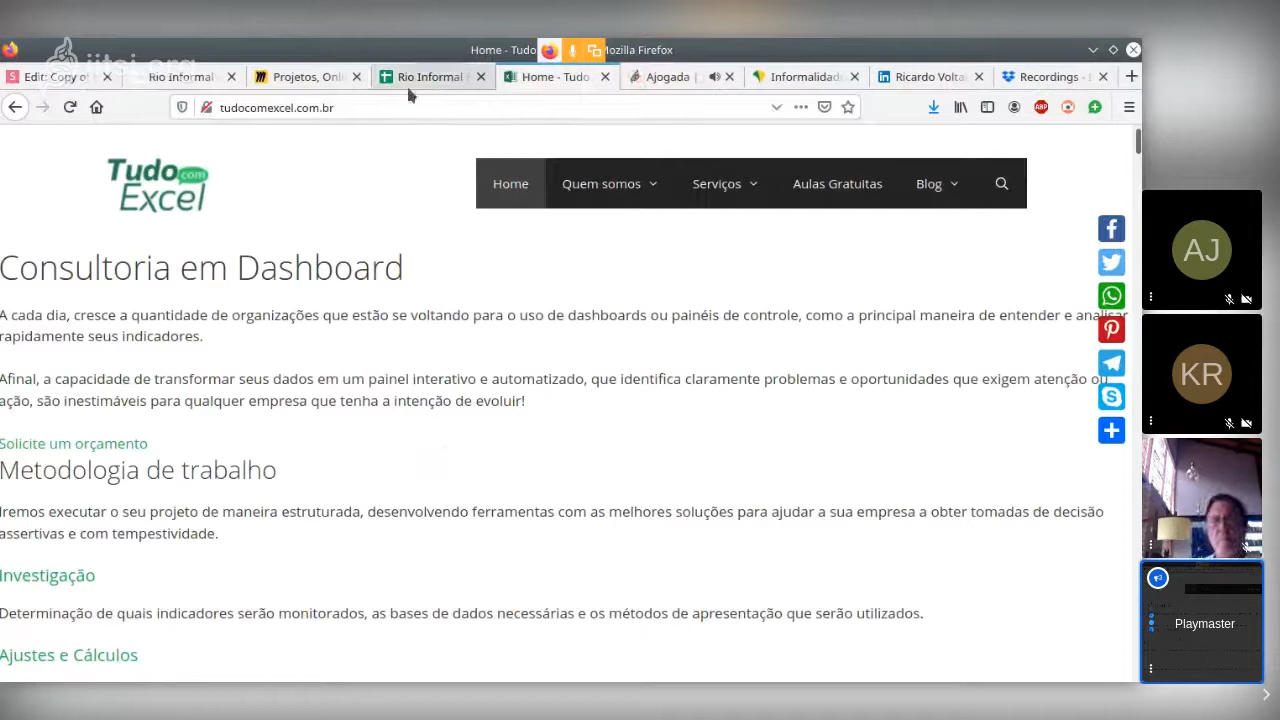 jitsi.org
Home - Tudo
Mozilla Firefox
Edit: Copy of
Rio Informal
Projetos, Onl
Rio Informal
Home - Tudo
Ajogada |
Informalidad
Ricardo Volta
Recordings -
tudocomexcel.com.br
ABP
Tudo com
Excel
Home
Quem somos
Serviços
Aulas Gratuitas
Blog
Consultoria em Dashboard
A cada dia, cresce a quantidade de organizações que estão se voltando para o uso de dashboards ou painéis de controle, como a principal maneira de entender e analisar
rapidamente seus indicadores.
Afinal, a capacidade de transformar seus dados em um painel interativo e automatizado, que identifica claramente problemas e oportunidades que exigem atenção ou
ação, são inestimáveis para qualquer empresa que tenha a intenção de evoluir!
Solicite um orçamento
Metodologia de trabalho
Iremos executar o seu projeto de maneira estruturada, desenvolvendo ferramentas com as melhores soluções para ajudar a sua empresa a obter tomadas de decisão
assertivas e com tempestividade.
Investigação
Determinação de quais indicadores serão monitorados, as bases de dados necessárias e os métodos de apresentação que serão utilizados.
Ajustes e Cálculos
AJ
KR
Playmaster